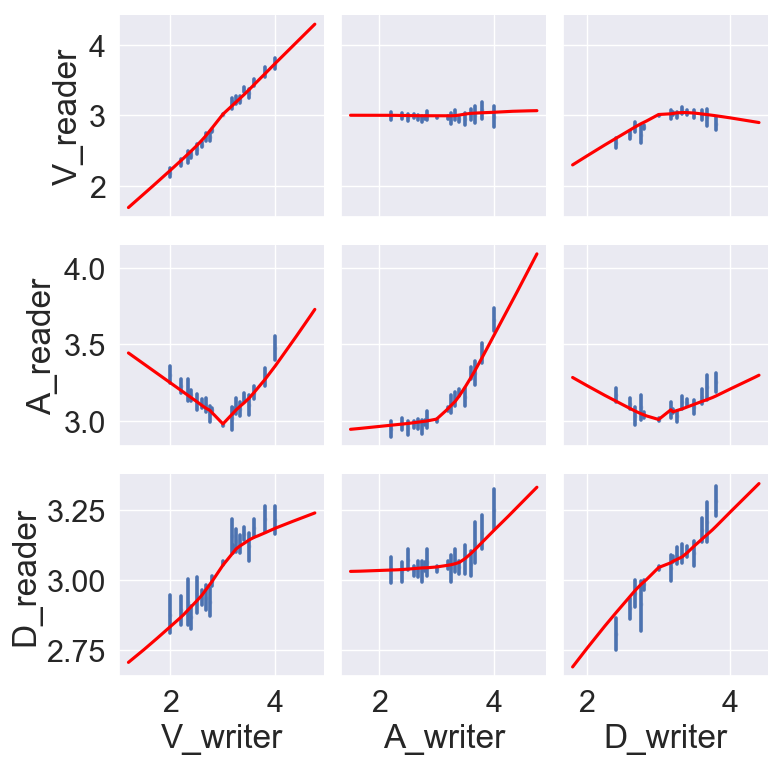 V_reader
4
3
2
A_reader
4.0
3.5
3.0
D_reader
3.25
3.00
2.75
2 4 2 4 2 4
V_writer A_writer D_writer